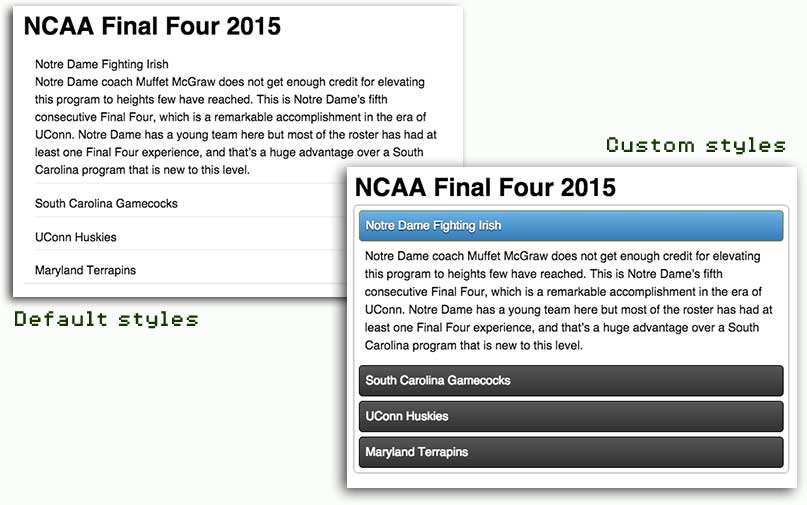 NCAA Final Four 2015
Notre Dame Fighting Irish
Notre Dame coach Muffet McGraw does not get enough credit for elevating
this program to heights few have reached. This is Notre Dame’s fifth
consecutive Final Four, which is a remarkable accomplishment in the era of
UConn. Notre Dame has a young team here but most of the roster has had at
least one Final Four experience, and that’s a huge advantage over a South
Carolina program that is new to this level.
South Carolina Gamecocks
UConn Huskies
Maryland Terrapins
Default styles
Custom styles
NCAA Final Four 2015
Notre Dame Fighting Irish
Notre Dame coach Muffet McGraw does not get enough credit for elevating
this program to heights few have reached. This is Notre Dame’s fifth
consecutive Final Four, which is a remarkable accomplishment in the era of
UConn. Notre Dame has a young team here but most of the roster has had at
least one Final Four experience, and that’s a huge advantage over a South
Carolina program that is new to this level.
South Carolina Gamecocks
UConn Huskies
Maryland Terrapins